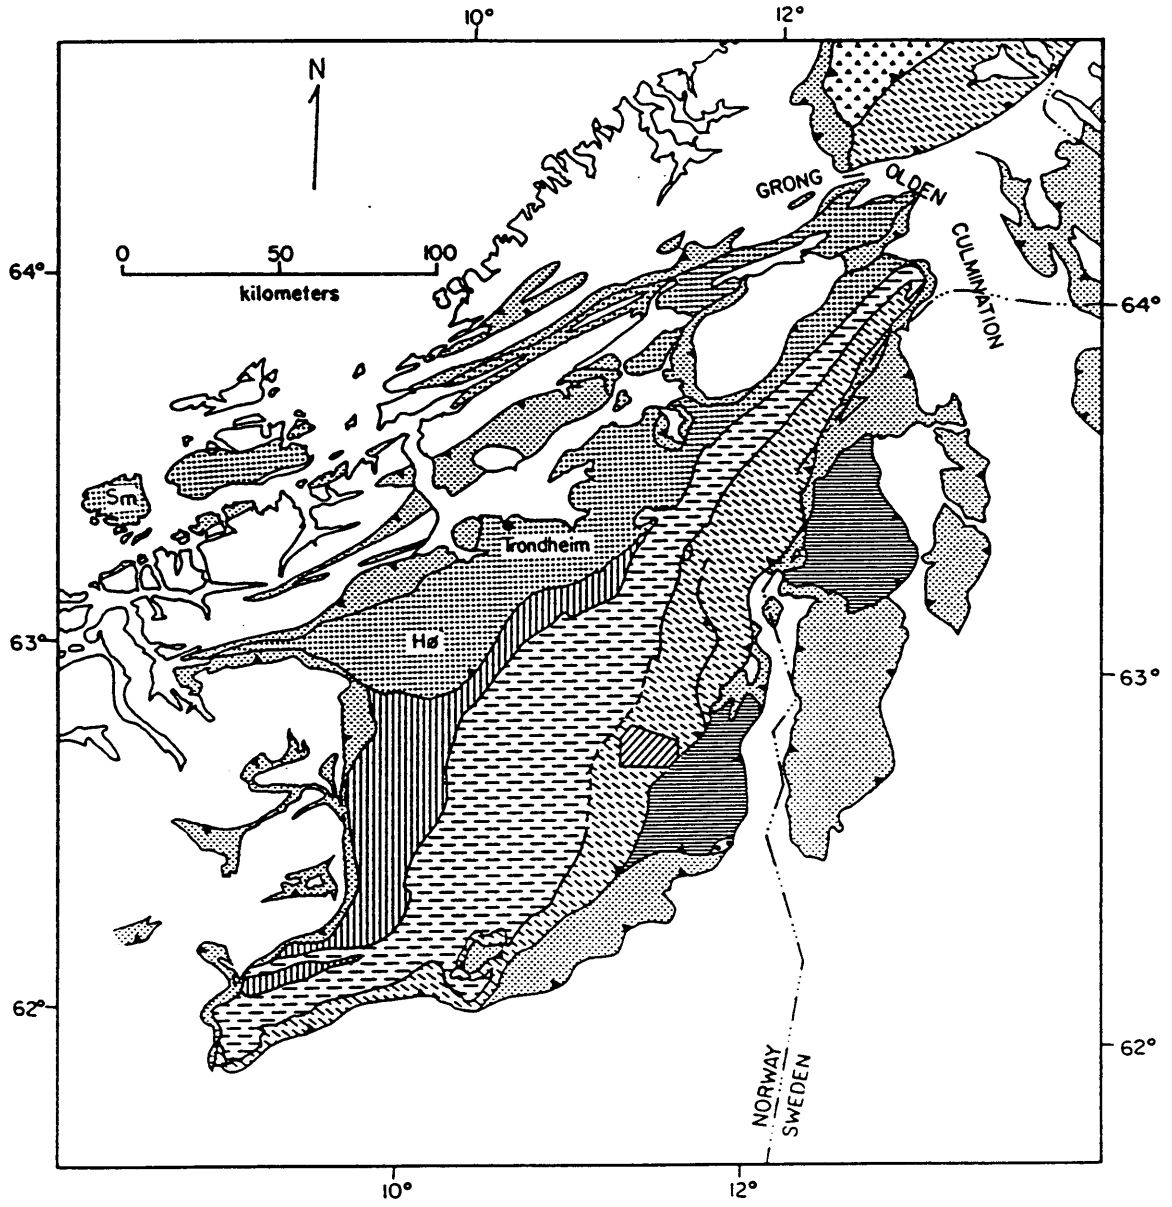 10° 12°
N
GRONG OLDEN
CULMINATION
0 50 100
kilometers
64°
64°
Sm
Trondheim
Hø
63°
63°
62°
62°
NORWAY
SWEDEN
10° 12°